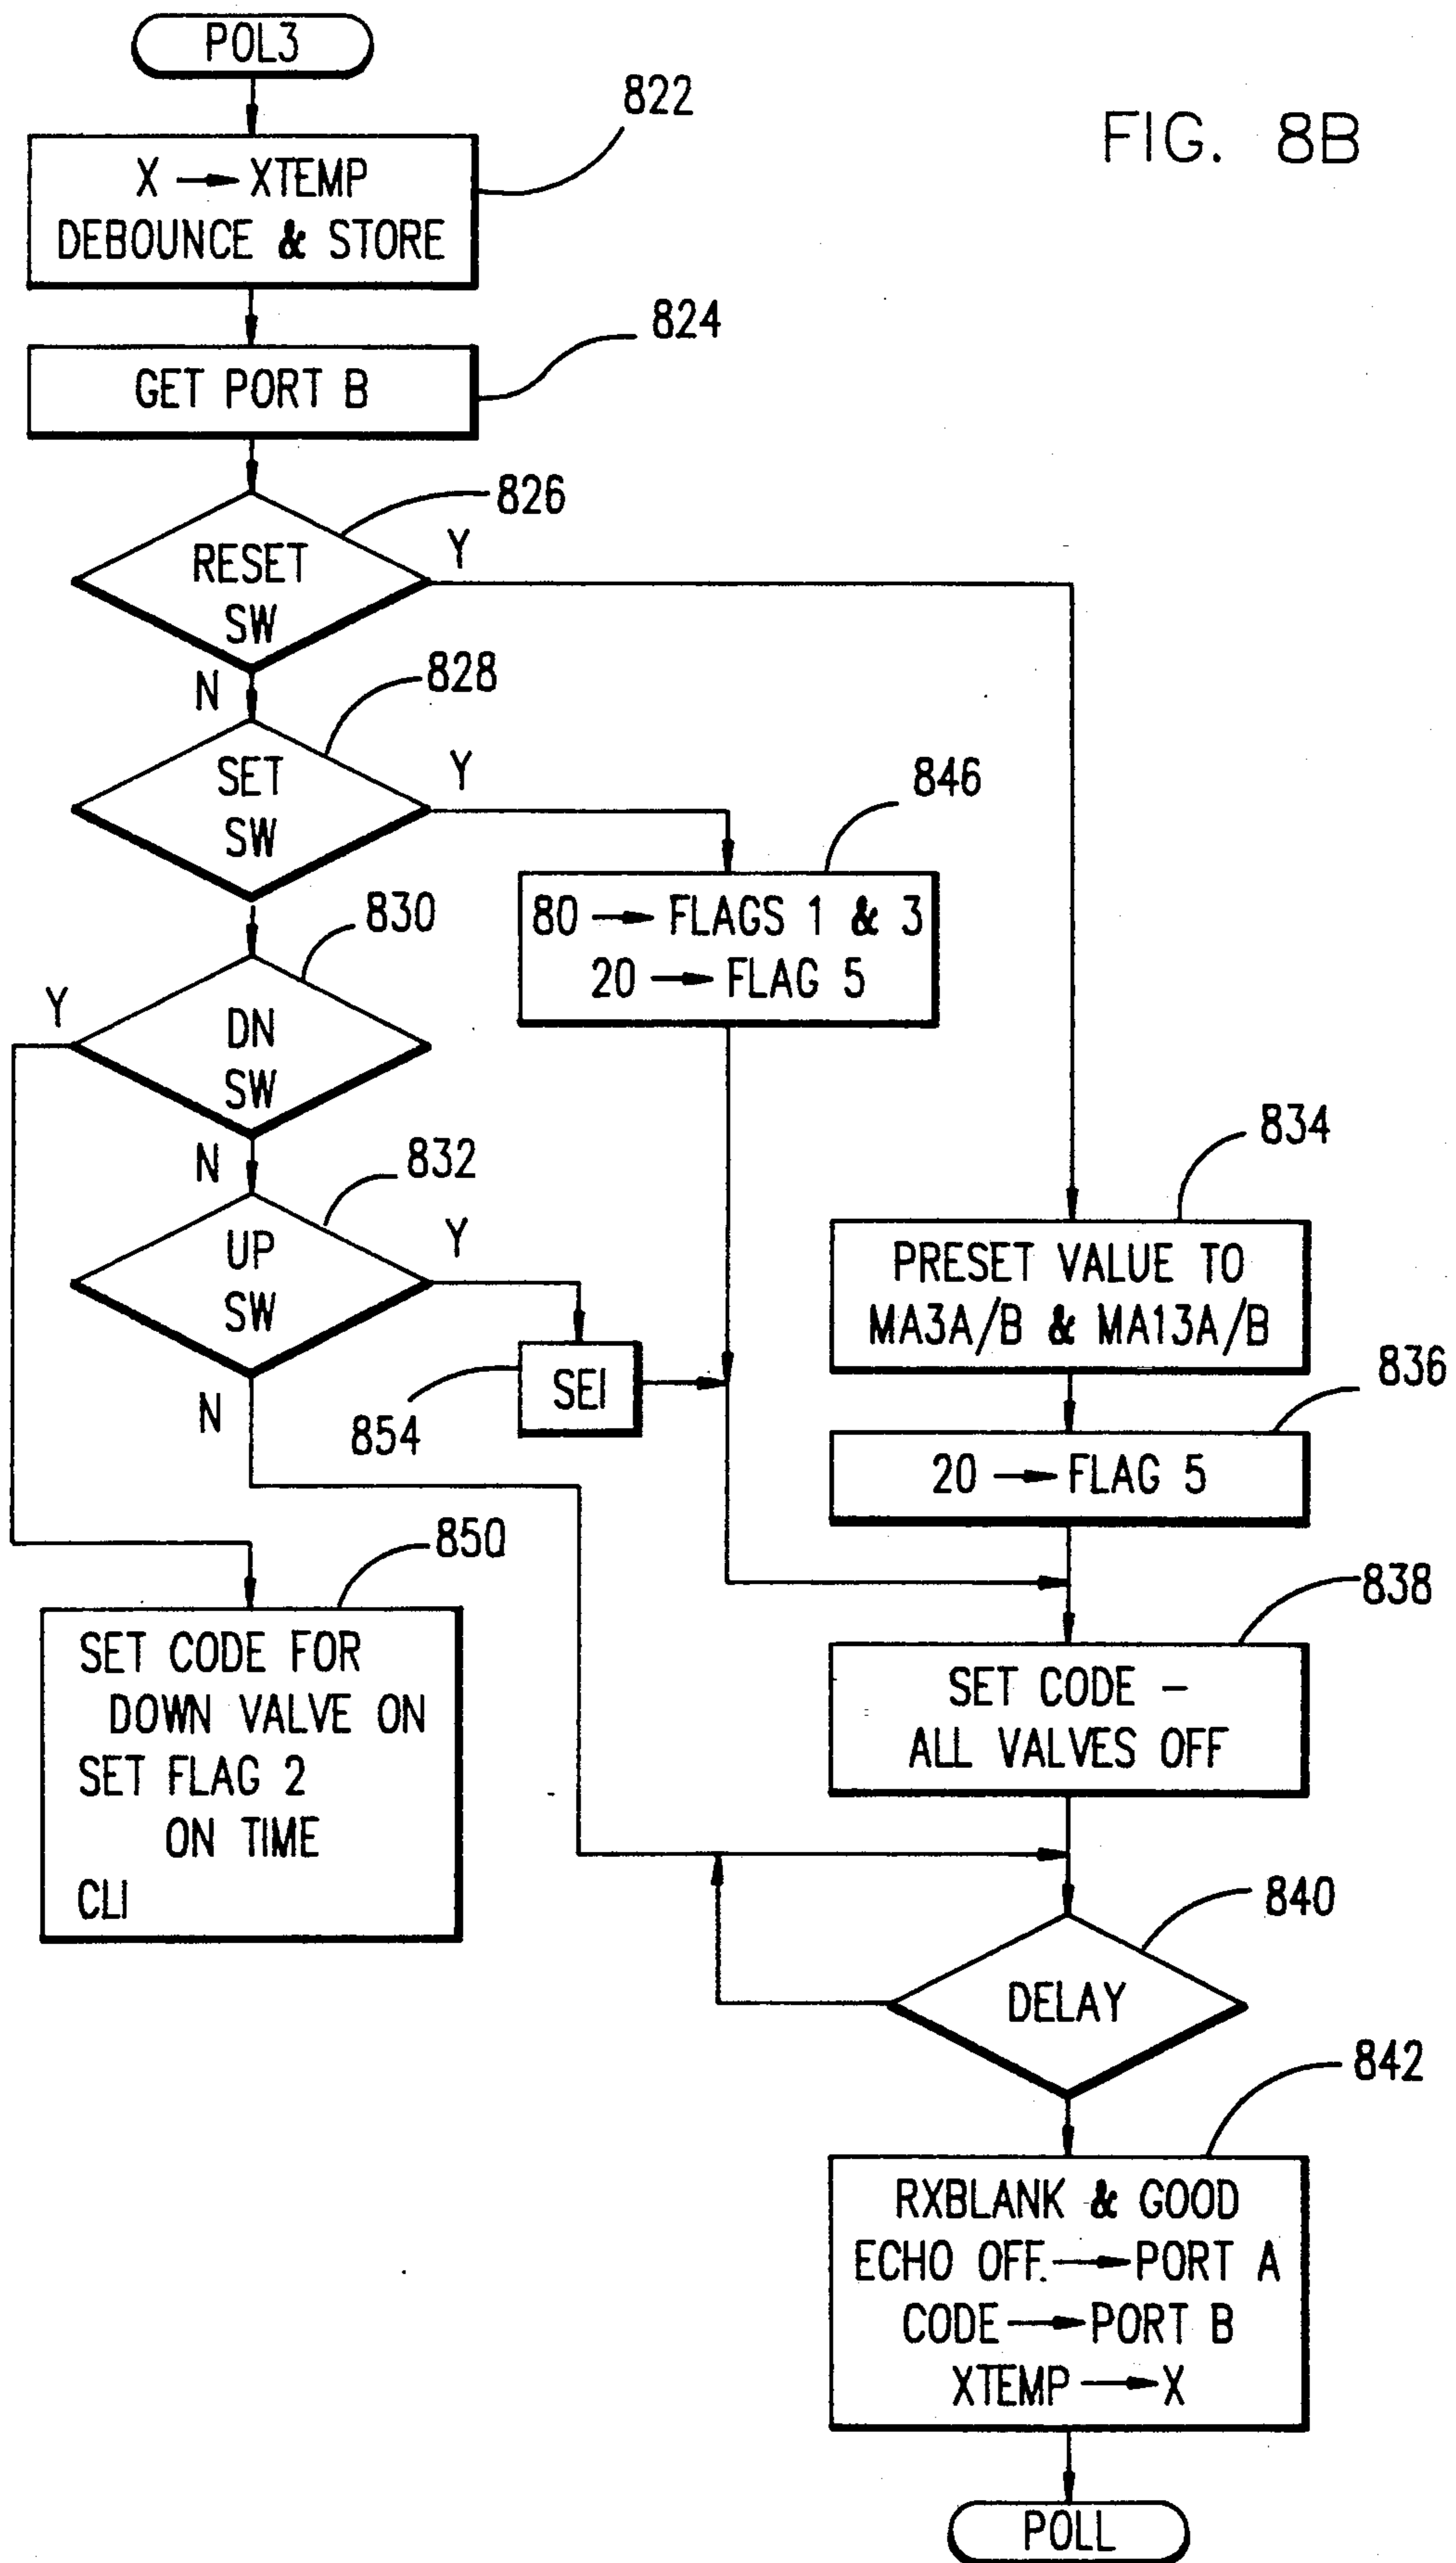 POL3
FIG. 8B
822
X → XTEMP
DEBOUNCE & STORE
824
GET PORT B
826
RESET
SW
Y
N
828
SET
SW
Y
846
80 → FLAGS 1 & 3
20 → FLAG 5
830
DN
SW
Y
N
832
UP
SW
Y
N
854
SEI
834
PRESET VALUE TO
MA3A/B & MA13A/B
836
20 → FLAG 5
850
SET CODE FOR
DOWN VALVE ON
SET FLAG 2
ON TIME
CLI
838
SET CODE –
ALL VALVES OFF
840
DELAY
842
RXBLANK & GOOD
ECHO OFF. → PORT A
CODE → PORT B
XTEMP → X
POLL